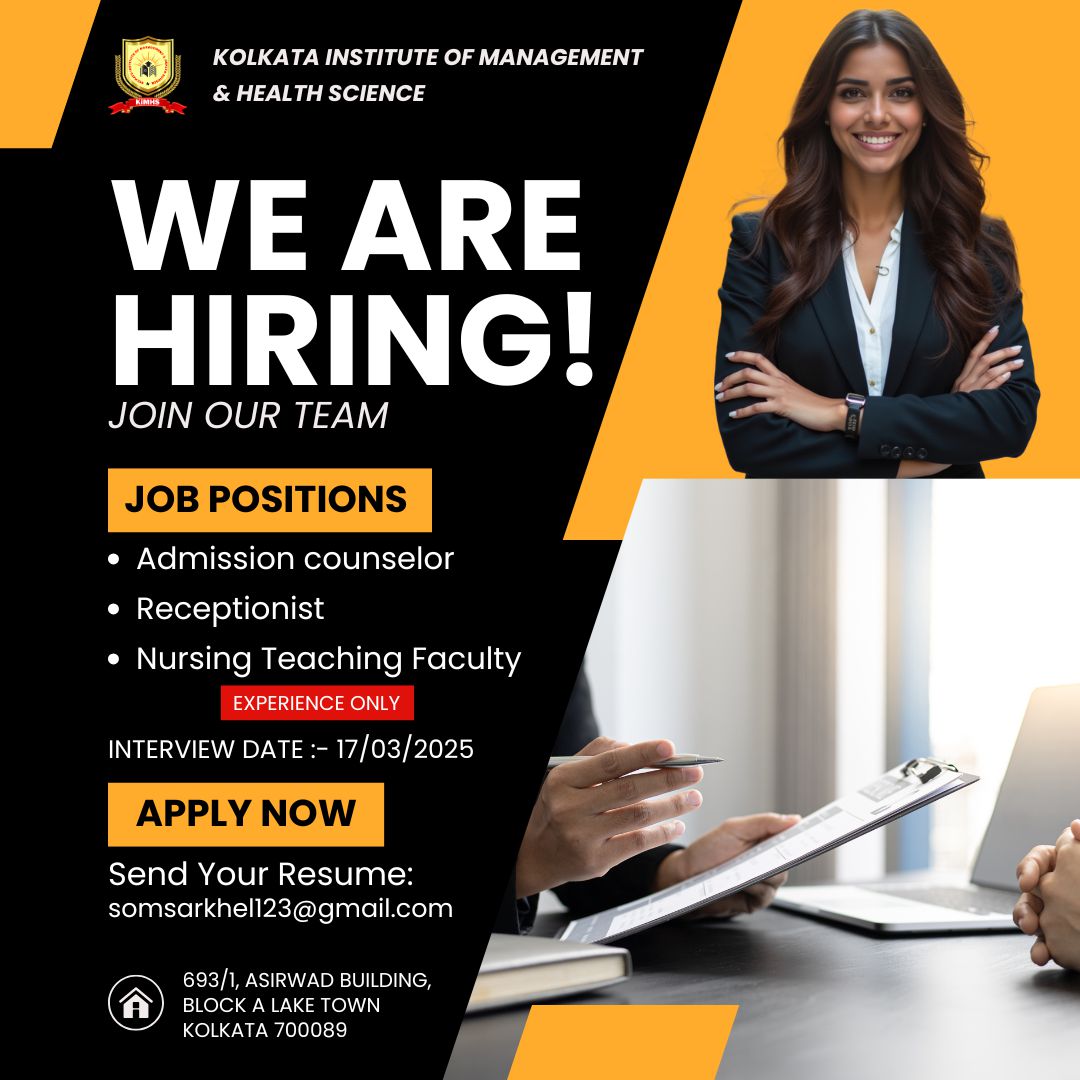 KOLKATA INSTITUTE OF MANAGEMENT
& HEALTH SCIENCE
KIMHS
WE ARE
HIRING!
JOIN OUR TEAM
JOB POSITIONS
• Admission counselor
• Receptionist
• Nursing Teaching Faculty
EXPERIENCE ONLY
INTERVIEW DATE :- 17/03/2025
APPLY NOW
Send Your Resume:
somsarkhel123@gmail.com
693/1, ASIRWAD BUILDING,
BLOCK A LAKE TOWN
KOLKATA 700089